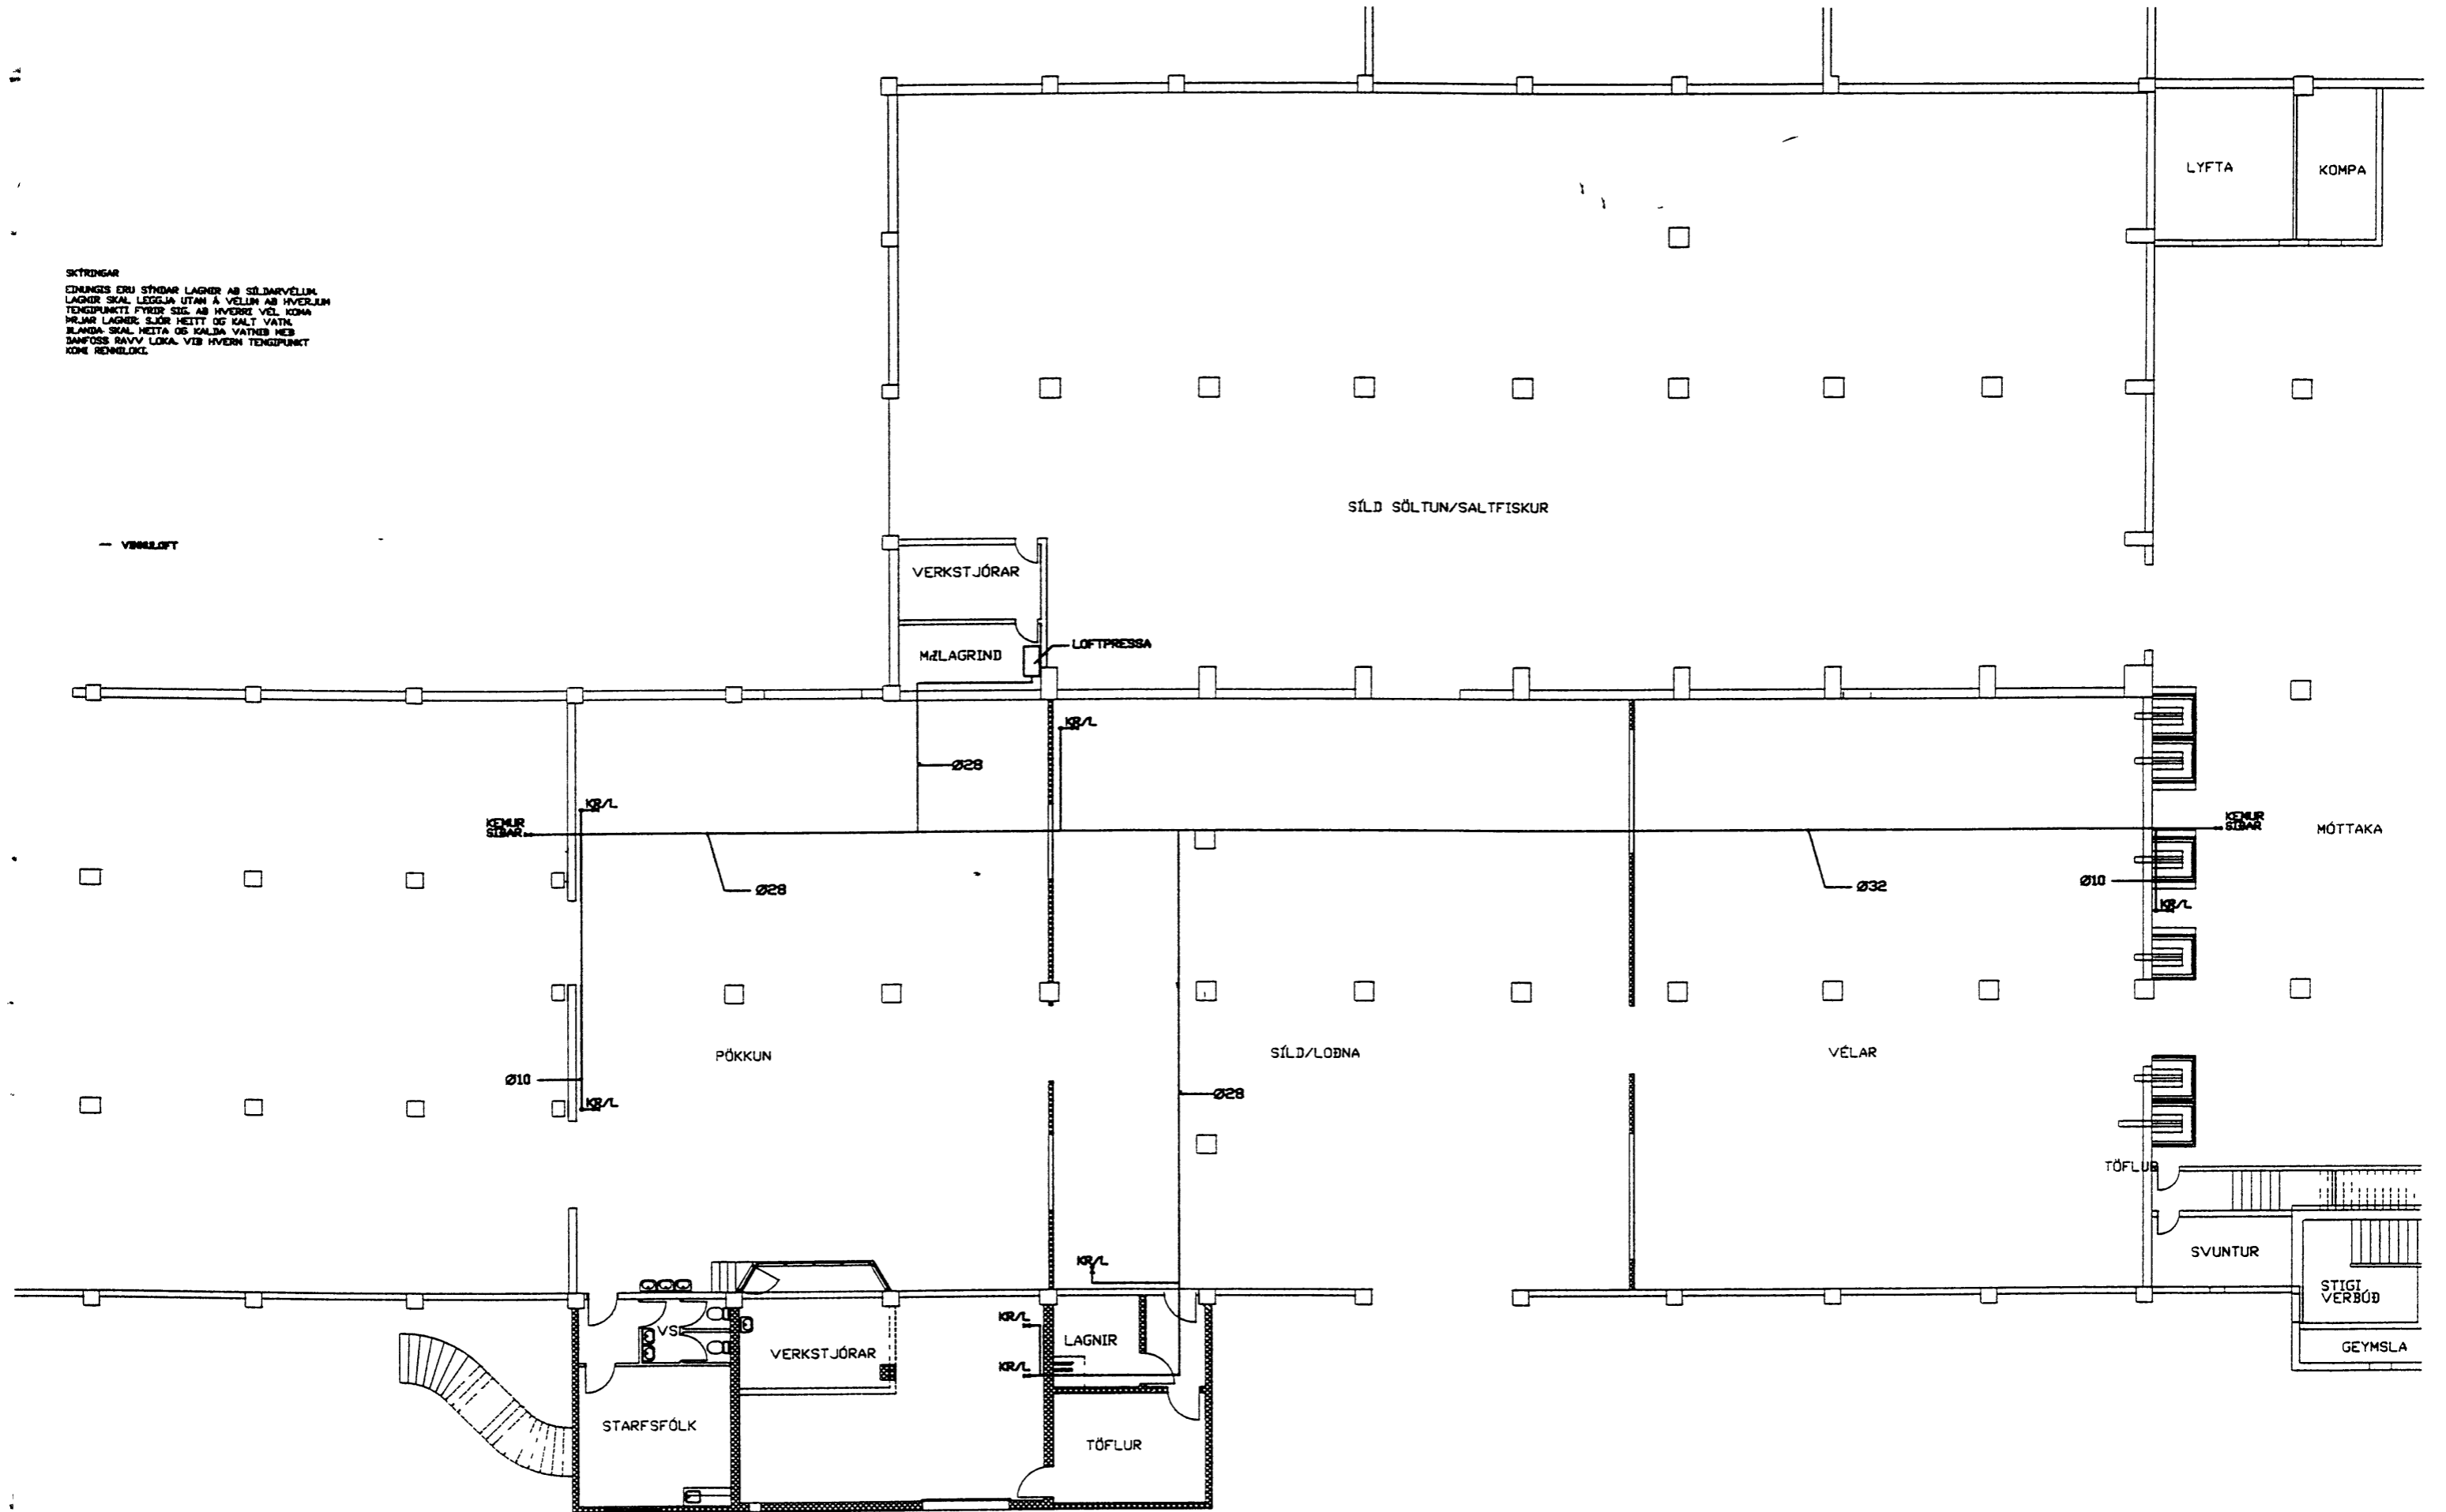 LYFTA
KOMPA
SKÝRINGAR
EINUNGIS ERU SÝNDAR LAGNIR AÐ SÍLDARVÉLUM.
LAGNIR SKAL LEGGJA UTAN Á VÉLUM AÐ HVERJUM
TENGIPUNKTI FYRIR SIG. AÐ HVERRI VÉL KOMA
ÞRJAR LAGNIR, SJÓR HEITT OG KALT VATN.
BLANDA SKAL HEITA OG KALDA VATNIÐ MEÐ
DANFOSS RAVV LOKA. VIÐ HVERN TENGIPUNKT
KOMI RENNILOKI.
SÍLD SÖLTUN/SALTFISKUR
— VINNULOFT
VERKSTJÓRAR
LOFTPRESSA
MælAGRIND
KR/L
Ø28
KR/L
KEMUR
SÍÐAR
KEMUR
SÍÐAR
MÓTTAKA
Ø28
Ø32
Ø10
KR/L
PÖKKUN
SÍLD/LOÐNA
VÉLAR
Ø10
KR/L
Ø28
TÖFLUR
SVUNTUR
KR/L
STIGI
VERBÚÐ
KR/L
VS
LAGNIR
VERKSTJÓRAR
GEYMSLA
KR/L
STARFSFÓLK
TÖFLUR